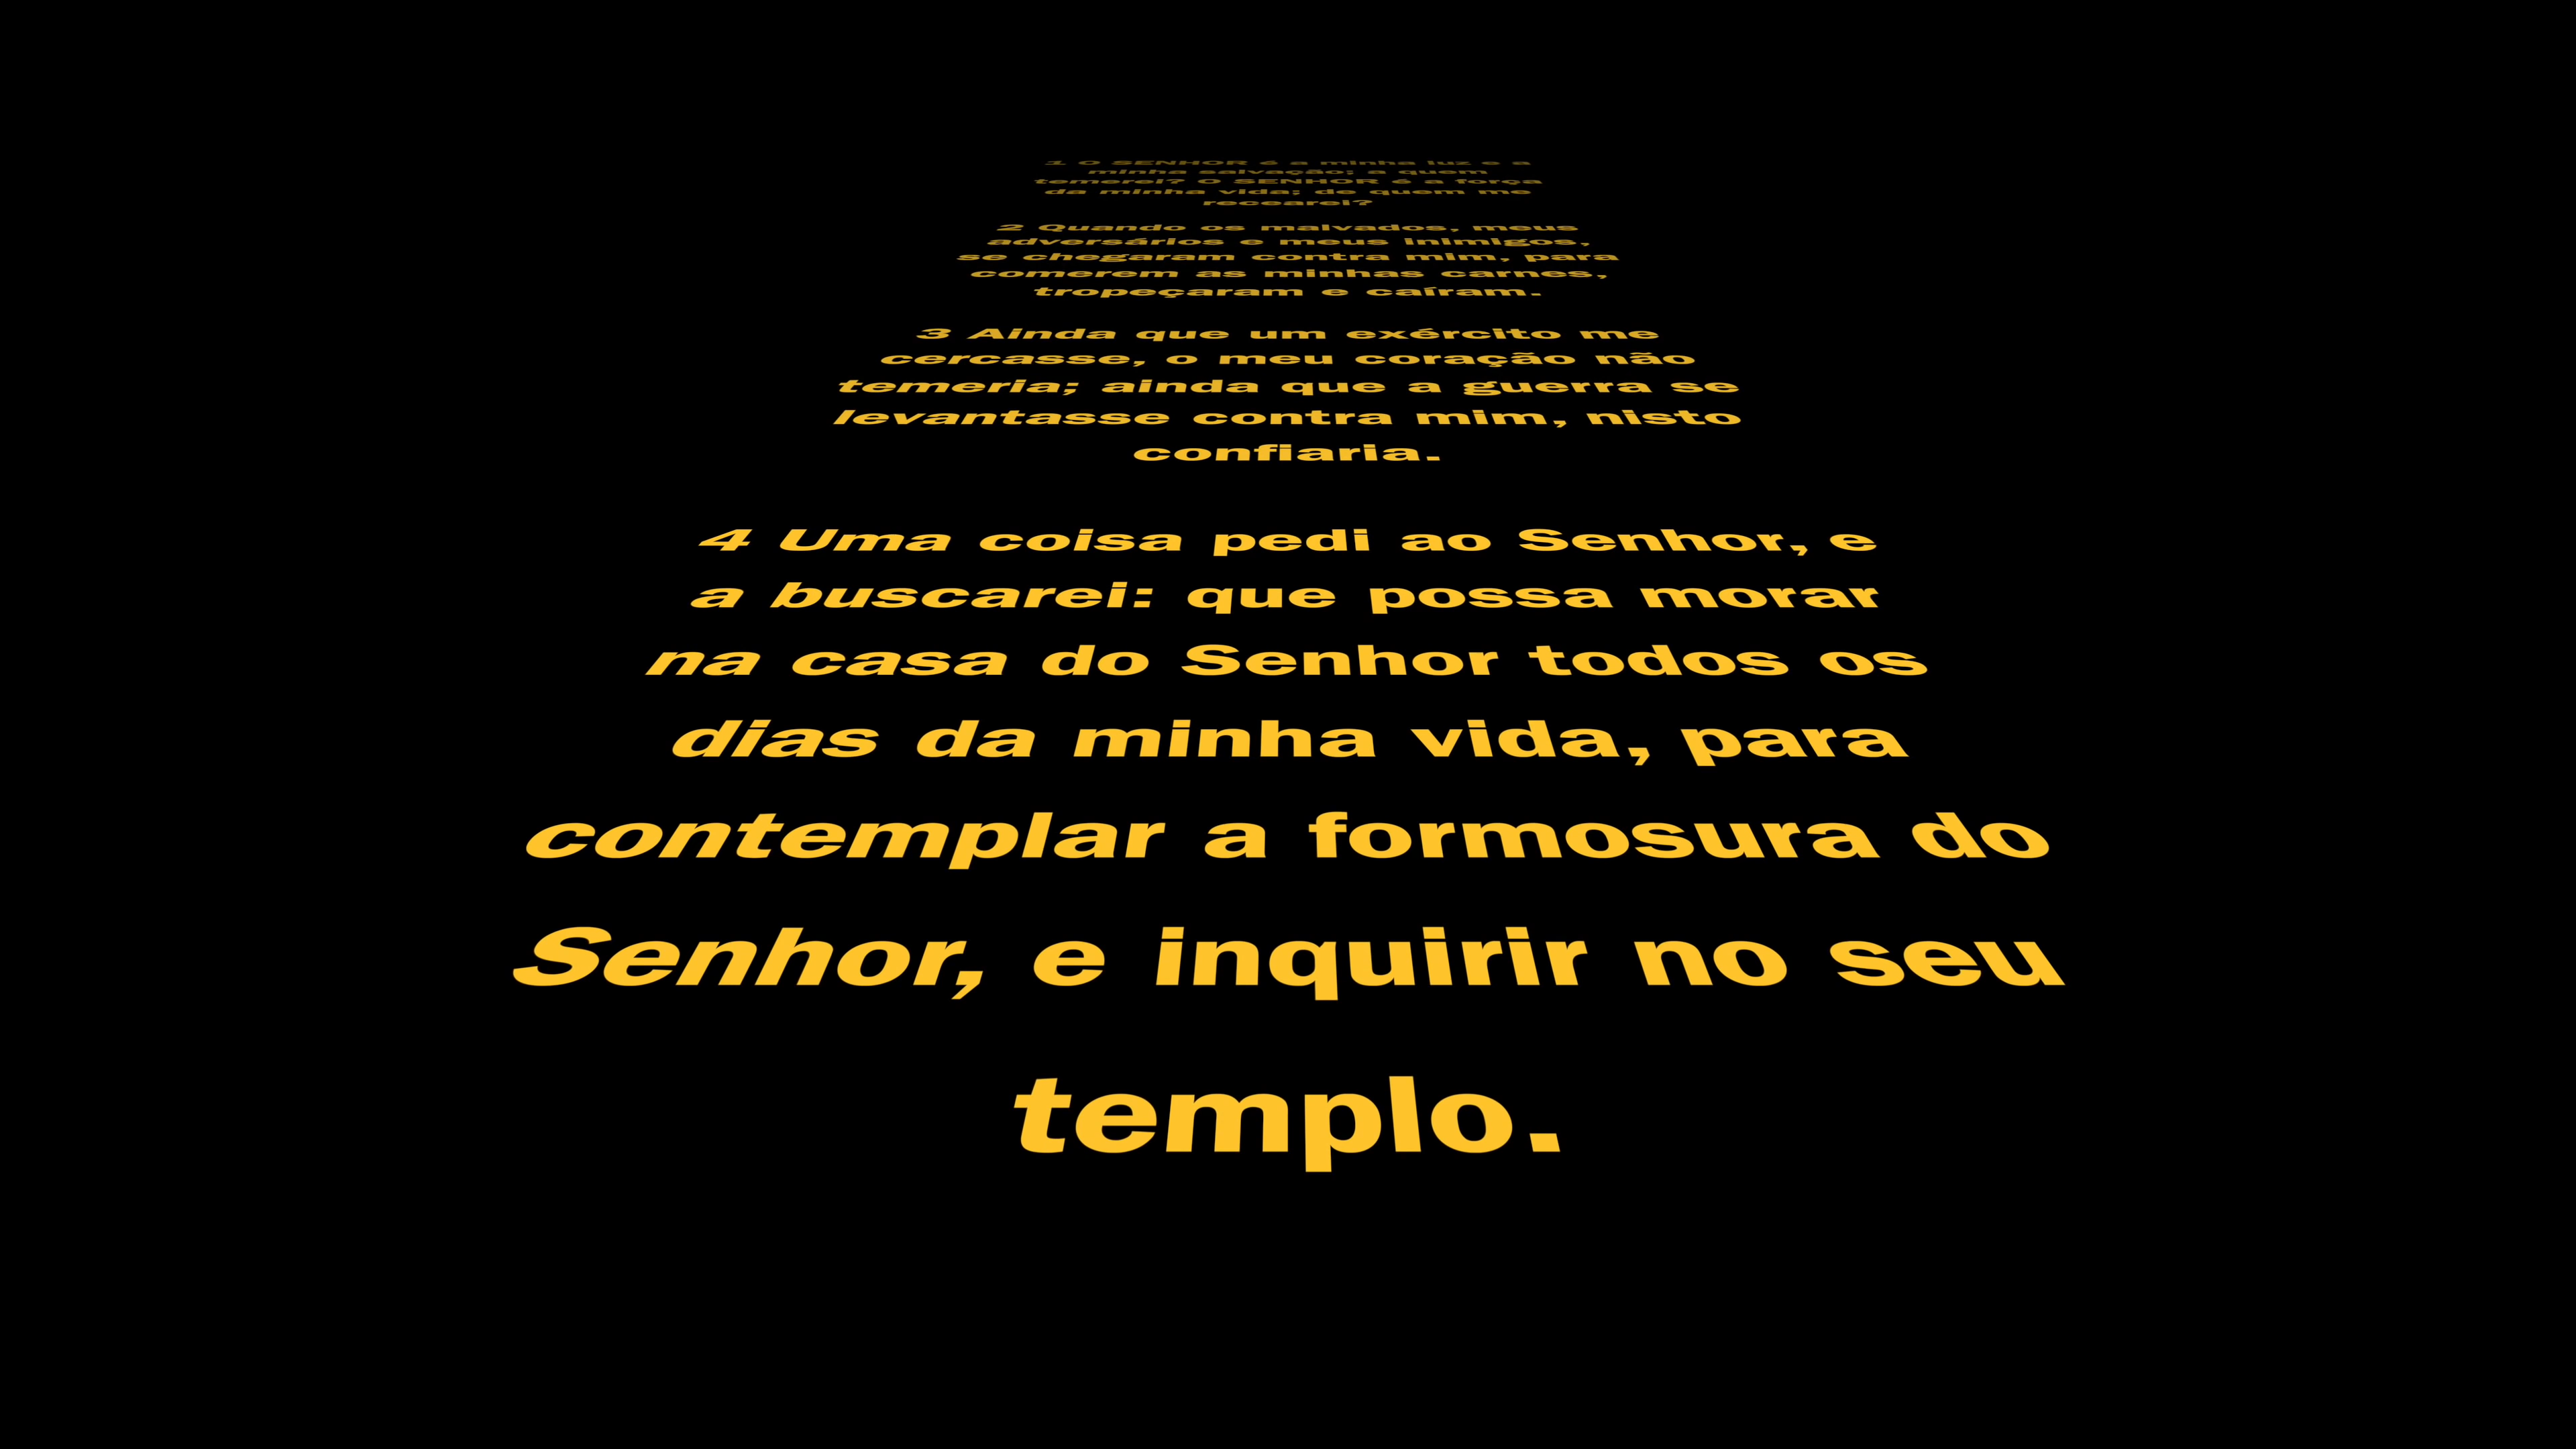 1 O SENHOR é a minha luz e a
minha salvação; a quem
temerei? O SENHOR é a força
da minha vida; de quem me
recearei?
2 Quando os malvados, meus
adversários e meus inimigos,
se chegaram contra mim, para
comerem as minhas carnes,
tropeçaram e caíram.
3 Ainda que um exército me
cercasse, o meu coração não
temeria; ainda que a guerra se
levantasse contra mim, nisto
confiaria.
4 Uma coisa pedi ao Senhor, e
a buscarei: que possa morar
na casa do Senhor todos os
dias da minha vida, para
contemplar a formosura do
Senhor, e inquirir no seu
templo.